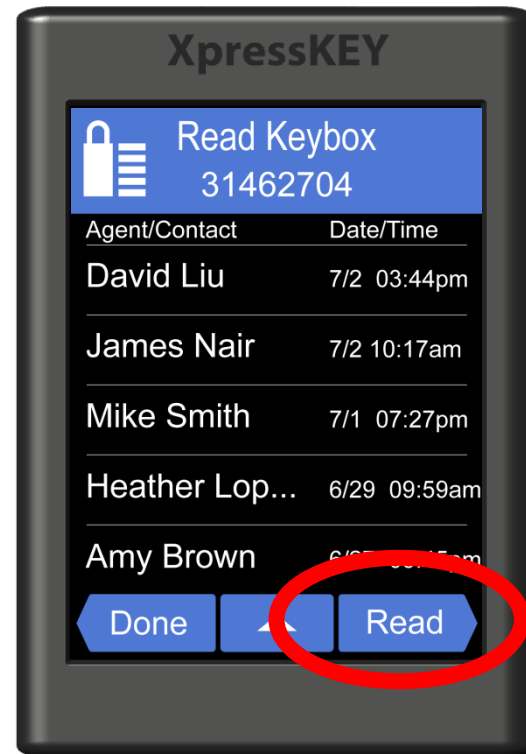 XpressKEY
Read Keybox
31462704
Agent/Contact Date/Time
David Liu 7/2 03:44pm
James Nair 7/2 10:17am
Mike Smith 7/1 07:27pm
Heather Lop... 6/29 09:59am
Amy Brown
Done Read